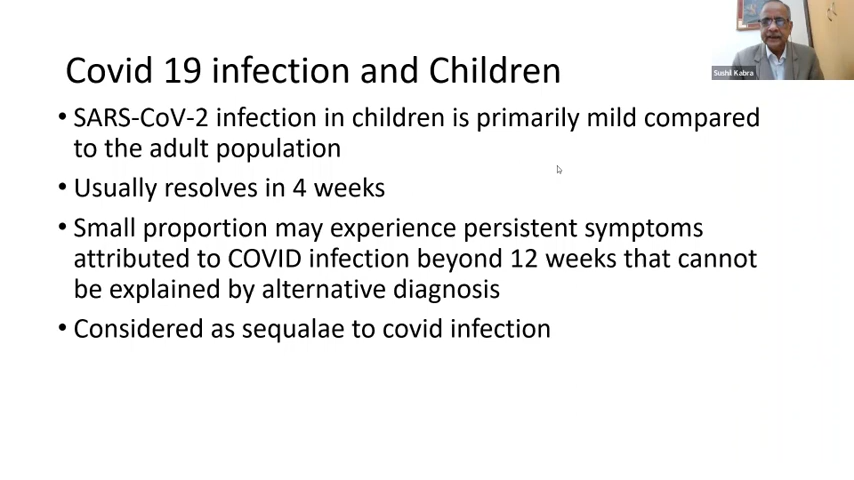 Covid 19 infection and Children
Sushil Kabra
• SARS-CoV-2 infection in children is primarily mild compared
to the adult population
• Usually resolves in 4 weeks
• Small proportion may experience persistent symptoms
attributed to COVID infection beyond 12 weeks that cannot
be explained by alternative diagnosis
• Considered as sequalae to covid infection